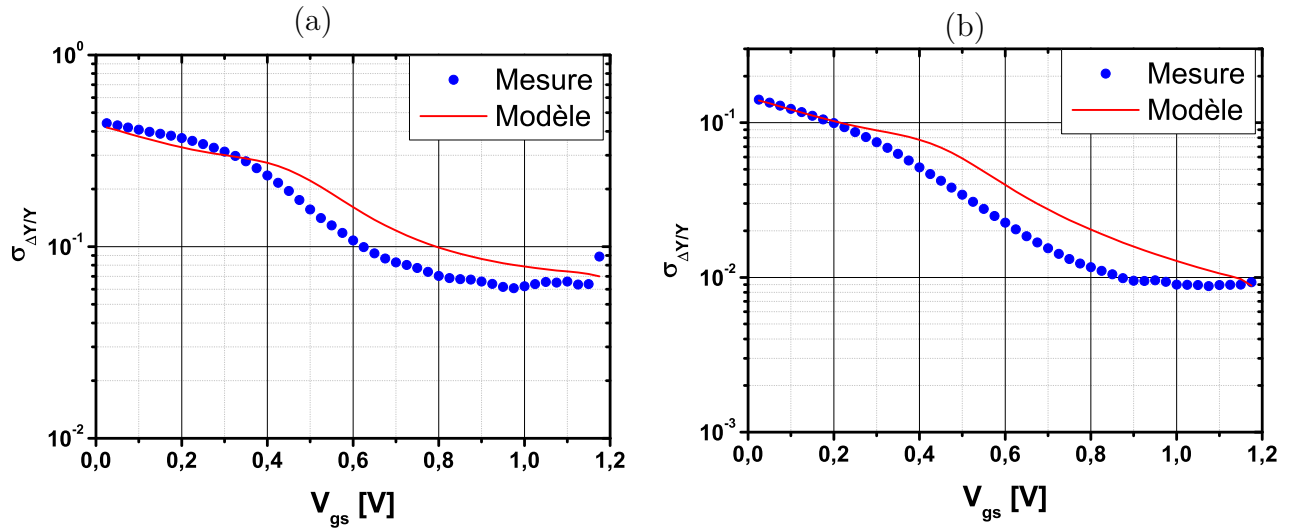 (a)
10⁰
10⁻¹
10⁻²
σ_ΔY/Y
Mesure
Modèle
0,0 0,2 0,4 0,6 0,8 1,0 1,2
V_gs [V]
(b)
10⁻¹
10⁻²
10⁻³
σ_ΔY/Y
Mesure
Modèle
0,0 0,2 0,4 0,6 0,8 1,0 1,2
V_gs [V]